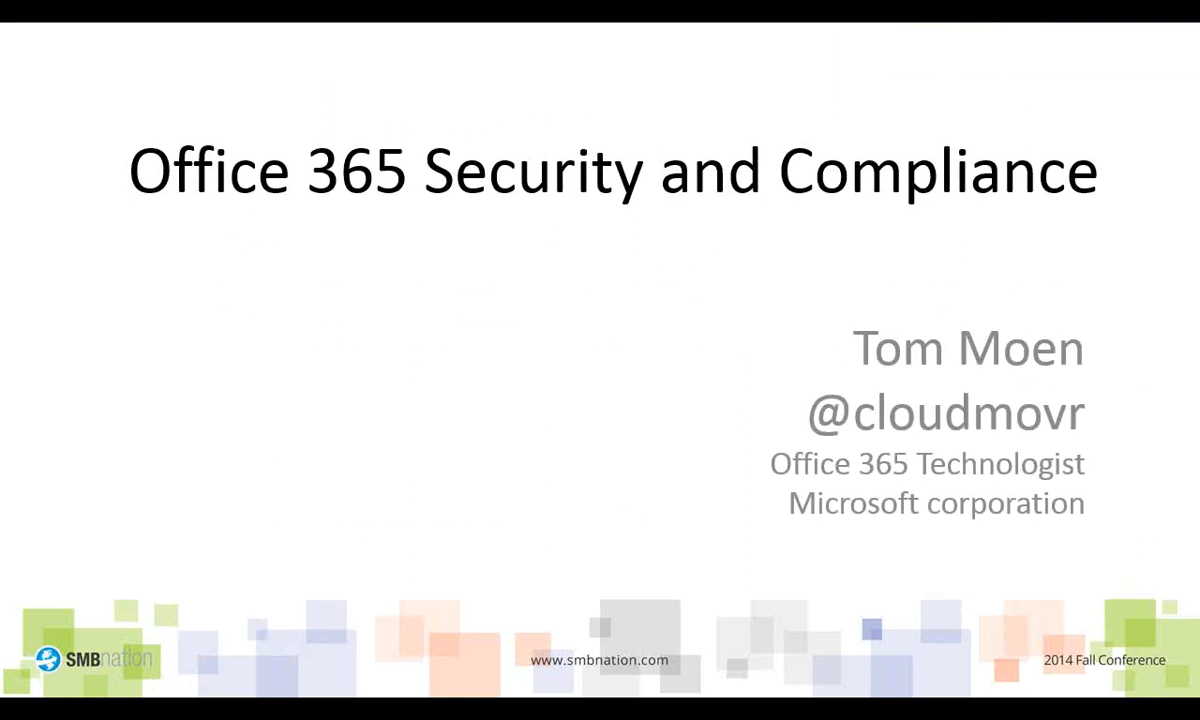 Office 365 Security and Compliance
Tom Moen
@cloudmovr
Office 365 Technologist
Microsoft corporation
SMBnation
www.smbnation.com
2014 Fall Conference